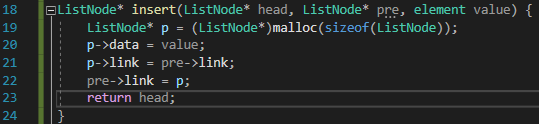 18 ListNode* insert(ListNode* head, ListNode* pre, element value) {
19 ListNode* p = (ListNode*)malloc(sizeof(ListNode));
20 p->data = value;
21 p->link = pre->link;
22 pre->link = p;
23 return head;
24 }